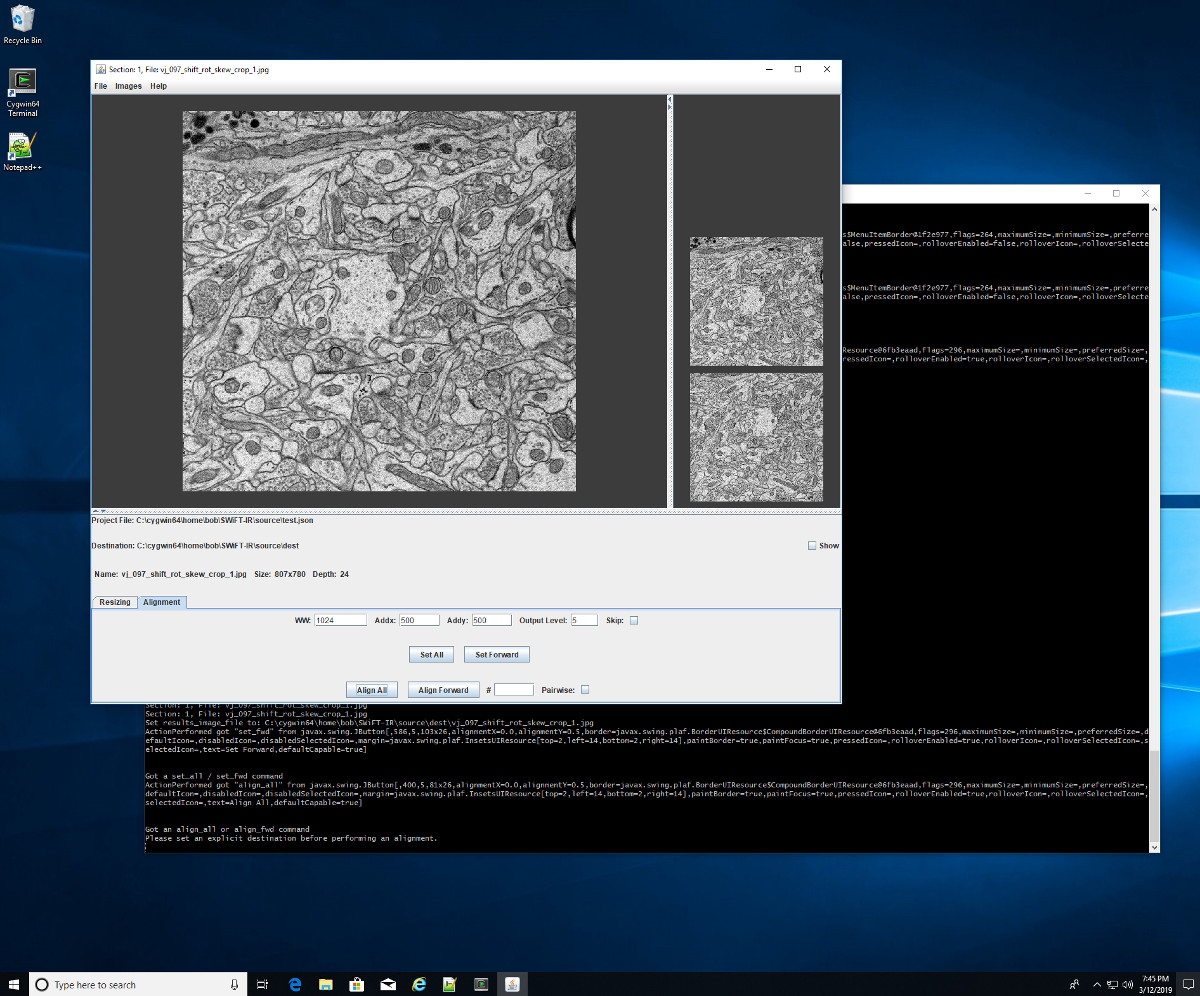 Recycle Bin
Cygwin64
Terminal
Notepad++
Section: 1, File: vj_097_shift_rot_skew_crop_1.jpg
File Images Help
s$MenuItemBorder@1f2e977,flags=264,maximumSize=,minimumSize=,preferre
alse,pressedIcon=,rolloverEnabled=false,rolloverIcon=,rolloverSelecte
s$MenuItemBorder@1f2e977,flags=264,maximumSize=,minimumSize=,preferre
alse,pressedIcon=,rolloverEnabled=false,rolloverIcon=,rolloverSelecte
Resource@6fb3eaad,flags=296,maximumSize=,minimumSize=,preferredSize=,
ressedIcon=,rolloverEnabled=true,rolloverIcon=,rolloverSelectedIcon=,
Project File: C:\cygwin64\home\bob\SWiFT-IR\source\test.json
Destination: C:\cygwin64\home\bob\SWiFT-IR\source\dest
Show
Name: vj_097_shift_rot_skew_crop_1.jpg Size: 807x780 Depth: 24
Resizing Alignment
WW: 1024 Addx: 500 Addy: 500 Output Level: 5 Skip:
Set All Set Forward
Align All Align Forward # Pairwise:
Section: 1, File: vj_097_shift_rot_skew_crop_1.jpg
Section: 1, File: vj_097_shift_rot_skew_crop_1.jpg
Set results_image_file to: C:\cygwin64\home\bob\SWiFT-IR\source\dest\vj_097_shift_rot_skew_crop_1.jpg
ActionPerformed got "set_fwd" from javax.swing.JButton[,586,5,103x26,alignmentX=0.0,alignmentY=0.5,border=javax.swing.plaf.BorderUIResource$CompoundBorderUIResource@6fb3eaad,flags=296,maximumSize=,minimumSize=,preferredSize=,d
efaultIcon=,disabledIcon=,disabledSelectedIcon=,margin=javax.swing.plaf.InsetsUIResource[top=2,left=14,bottom=2,right=14],paintBorder=true,paintFocus=true,pressedIcon=,rolloverEnabled=true,rolloverIcon=,rolloverSelectedIcon=,s
electedIcon=,text=Set Forward,defaultCapable=true]
Got a set_all / set_fwd command
ActionPerformed got "align_all" from javax.swing.JButton[,400,5,81x26,alignmentX=0.0,alignmentY=0.5,border=javax.swing.plaf.BorderUIResource$CompoundBorderUIResource@6fb3eaad,flags=296,maximumSize=,minimumSize=,preferredSize=,
defaultIcon=,disabledIcon=,disabledSelectedIcon=,margin=javax.swing.plaf.InsetsUIResource[top=2,left=14,bottom=2,right=14],paintBorder=true,paintFocus=true,pressedIcon=,rolloverEnabled=true,rolloverIcon=,rolloverSelectedIcon=,
selectedIcon=,text=Align All,defaultCapable=true]
Got an align_all or align_fwd command
Please set an explicit destination before performing an alignment.
Type here to search
7:45 PM
3/12/2019